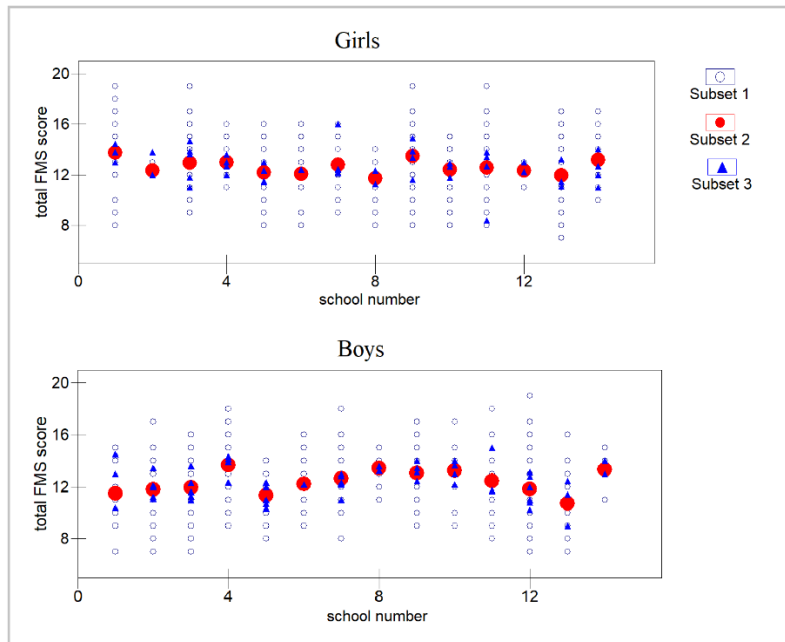 Girls
20
16
12
8
0
4
8
12
total FMS score
school number
Subset 1
Subset 2
Subset 3
Boys
20
16
12
8
0
4
8
12
total FMS score
school number